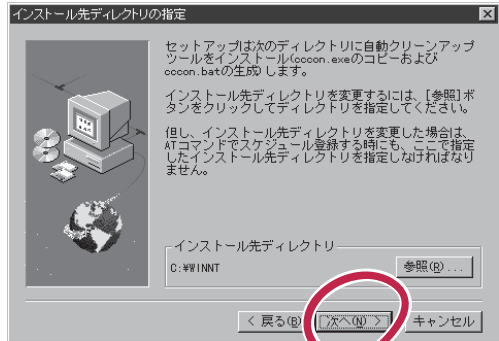 インストール先ディレクトリの指定
セットアップは次のディレクトリに自動クリーンアップ
ツールをインストール(cccon.exeのコピーおよび
cccon.batの生成)します。
インストール先ディレクトリを変更するには、[参照]ボ
タンをクリックしてディレクトリを指定してください。
但し、インストール先ディレクトリを変更した場合は、
ATコマンドでスケジュール登録する時にも、ここで指定
したインストール先ディレクトリを指定しなければなり
ません。
インストール先ディレクトリ
C:¥WINNT
参照(R)...
< 戻る(B)
次へ(N) >
キャンセル